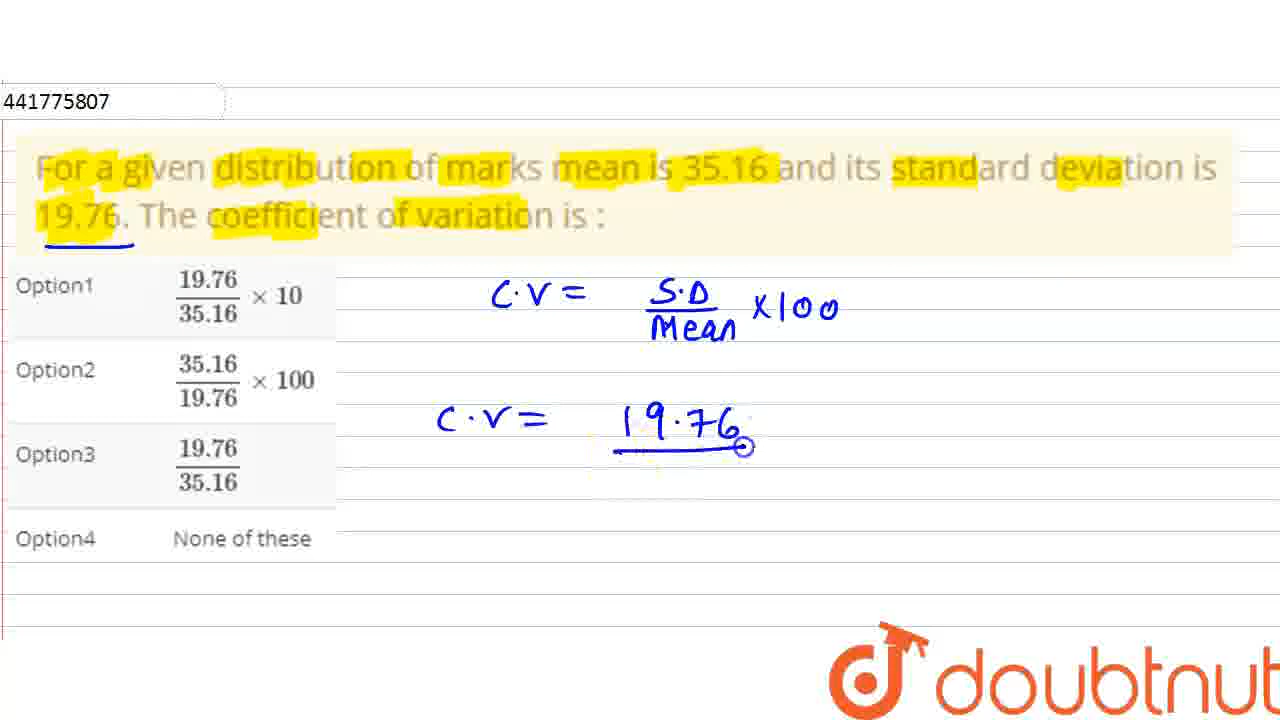 441775807
For a given distribution of marks mean is 35.16 and its standard deviation is
19.76. The coefficient of variation is :
Option1 19.76/35.16 × 10
Option2 35.16/19.76 × 100
Option3 19.76/35.16
Option4 None of these
C.V = S.D/Mean × 100
C.V = 19.76
doubtnut